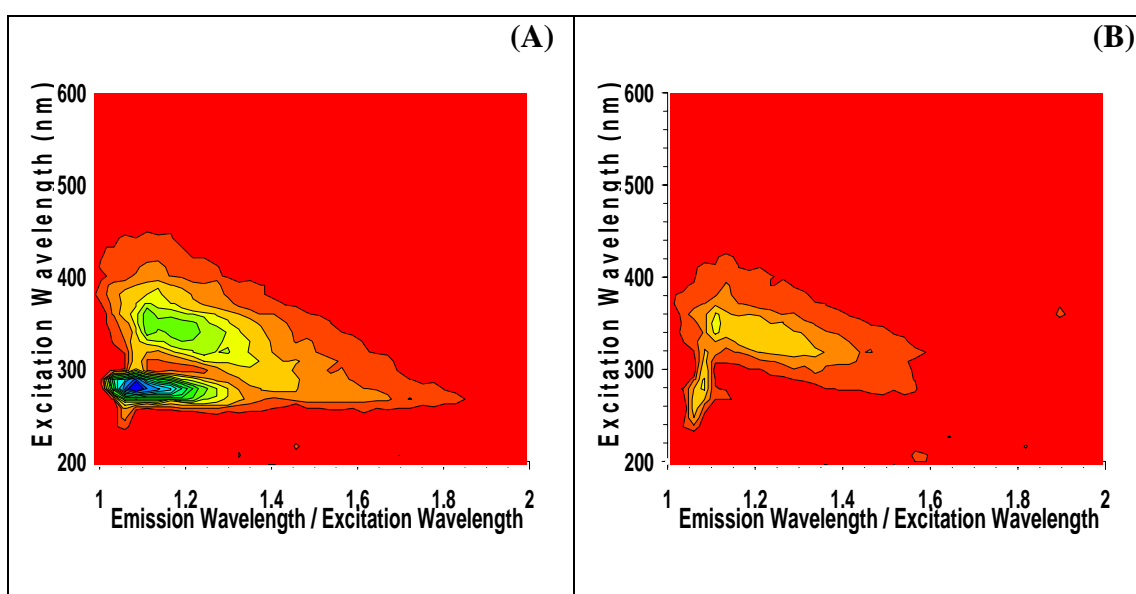 (A)
Excitation Wavelength (nm)
600
500
400
300
200
1 1.2 1.4 1.6 1.8 2
Emission Wavelength / Excitation Wavelength
(B)
Excitation Wavelength (nm)
600
500
400
300
200
1 1.2 1.4 1.6 1.8 2
Emission Wavelength / Excitation Wavelength